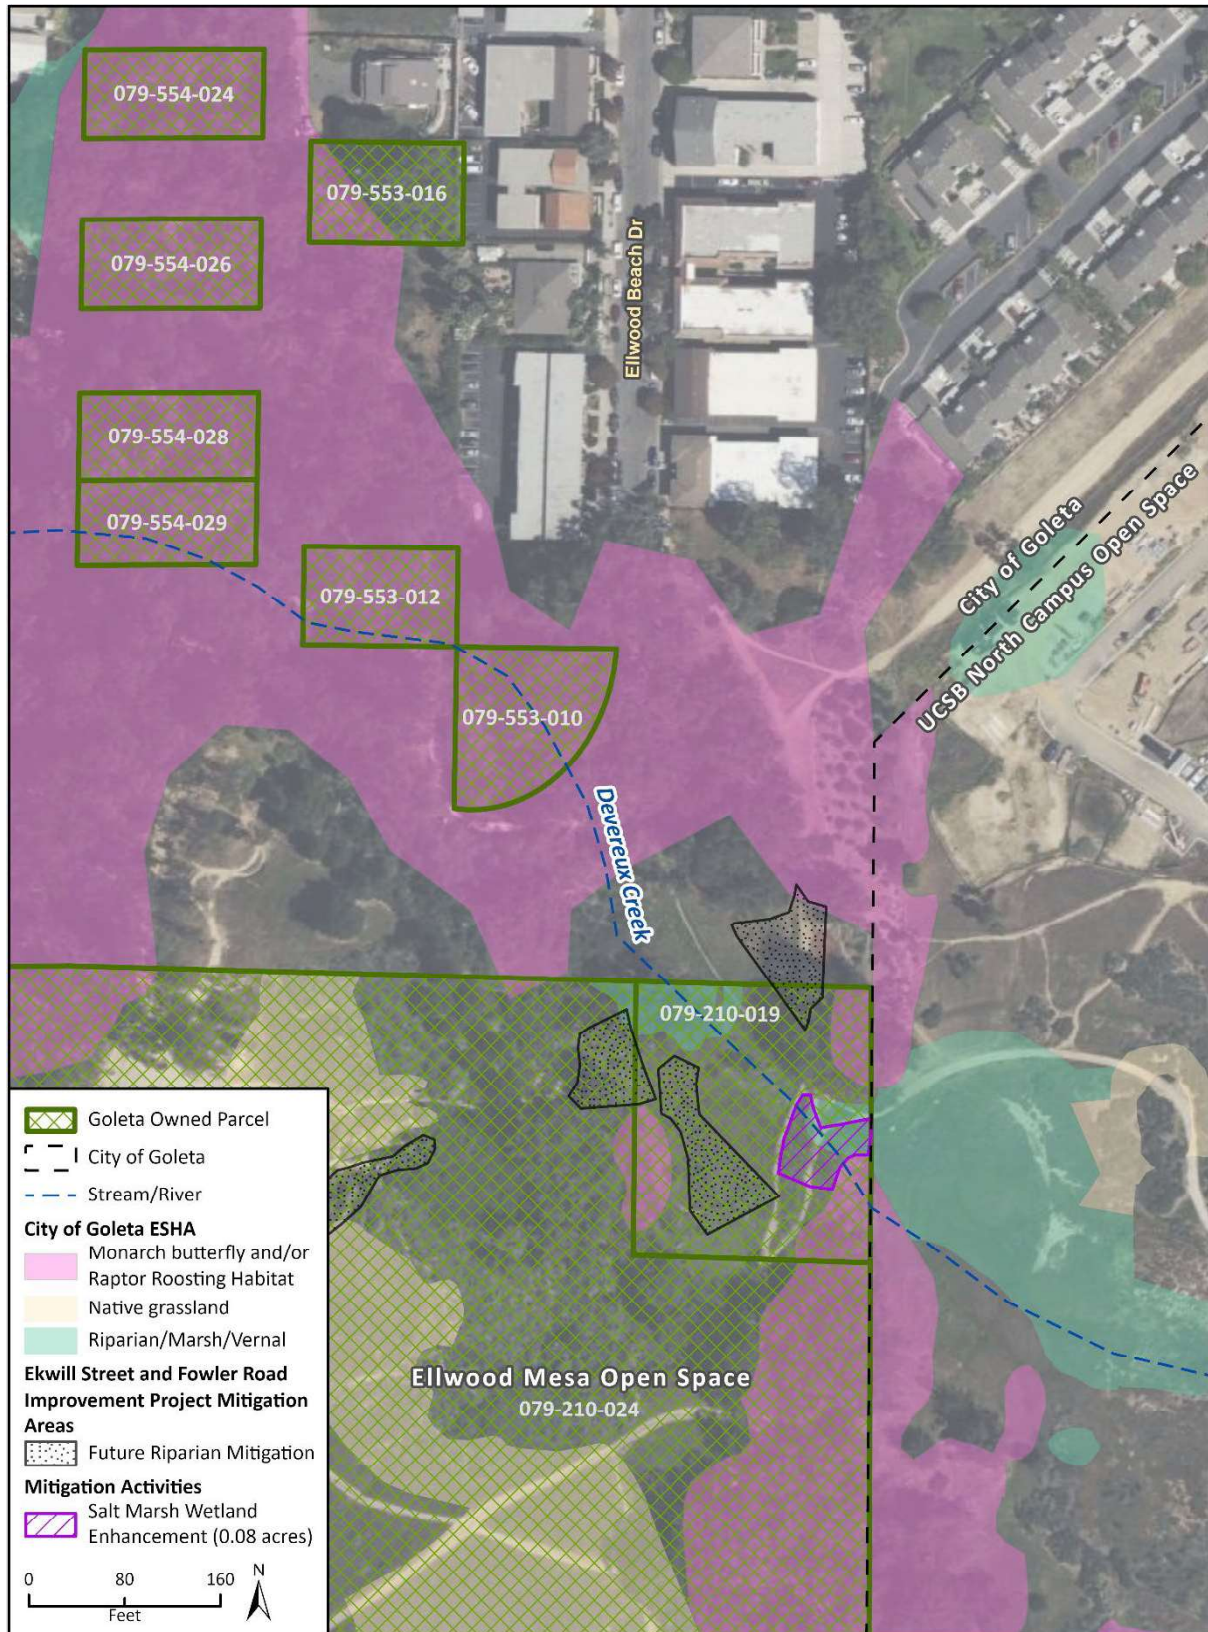 079-554-024
079-553-016
079-554-026
Ellwood Beach Dr
079-554-028
079-554-029
City of Goleta
UCSB North Campus Open Space
079-553-012
079-553-010
Devereux Creek
079-210-019
Ellwood Mesa Open Space
079-210-024
Goleta Owned Parcel
City of Goleta
Stream/River
City of Goleta ESHA
Monarch butterfly and/or
Raptor Roosting Habitat
Native grassland
Riparian/Marsh/Vernal
Ekwill Street and Fowler Road
Improvement Project Mitigation
Areas
Future Riparian Mitigation
Mitigation Activities
Salt Marsh Wetland
Enhancement (0.08 acres)
0 80 160
Feet
N